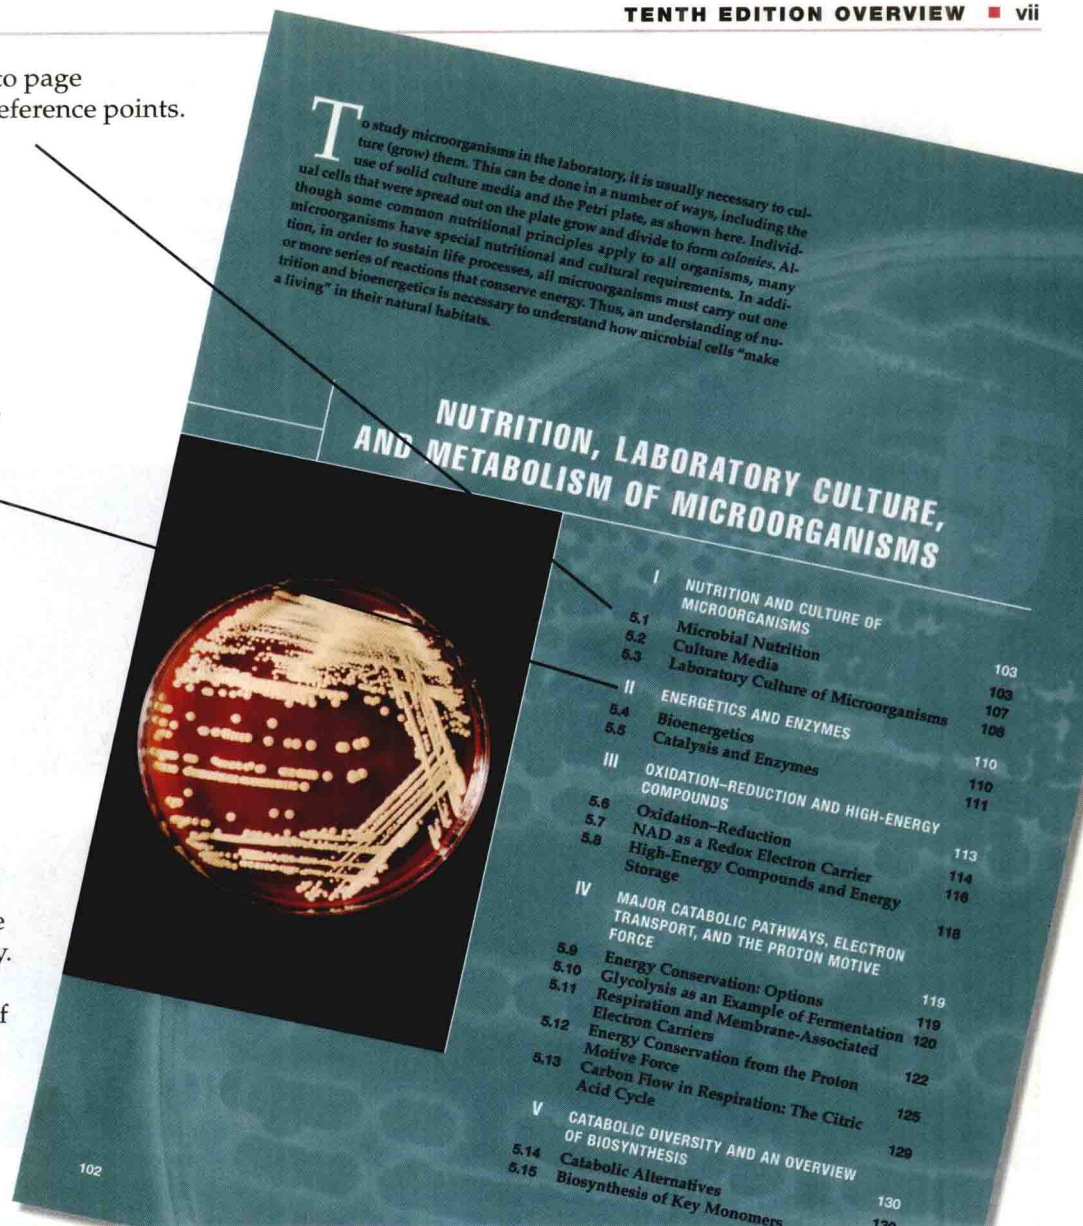 TENTH EDITION OVERVIEW ■ vii
to page
eference points.
To study microorganisms in the laboratory, it is usually necessary to cul-
ture (grow) them. This can be done in a number of ways, including the
use of solid culture media and the Petri plate, as shown here. Individ-
ual cells that were spread out on the plate grow and divide to form colonies. Al-
though some common nutritional principles apply to all organisms, many
microorganisms have special nutritional and cultural requirements. In addi-
tion, in order to sustain life processes, all microorganisms must carry out one
or more series of reactions that conserve energy. Thus, an understanding of nu-
trition and bioenergetics is necessary to understand how microbial cells "make
a living" in their natural habitats.
NUTRITION, LABORATORY CULTURE,
AND METABOLISM OF MICROORGANISMS
I NUTRITION AND CULTURE OF
MICROORGANISMS 103
5.1 Microbial Nutrition 103
5.2 Culture Media 107
5.3 Laboratory Culture of Microorganisms 108
II ENERGETICS AND ENZYMES 110
5.4 Bioenergetics 110
5.5 Catalysis and Enzymes 111
III OXIDATION–REDUCTION AND HIGH-ENERGY
COMPOUNDS 113
5.6 Oxidation–Reduction 114
5.7 NAD as a Redox Electron Carrier 116
5.8 High-Energy Compounds and Energy
Storage 118
IV MAJOR CATABOLIC PATHWAYS, ELECTRON
TRANSPORT, AND THE PROTON MOTIVE
FORCE 119
5.9 Energy Conservation: Options 119
5.10 Glycolysis as an Example of Fermentation 120
5.11 Respiration and Membrane-Associated
Electron Carriers 122
5.12 Energy Conservation from the Proton
Motive Force 125
5.13 Carbon Flow in Respiration: The Citric
Acid Cycle 129
V CATABOLIC DIVERSITY AND AN OVERVIEW
OF BIOSYNTHESIS 130
5.14 Catabolic Alternatives
5.15 Biosynthesis of Key Monomers
e
y.
f
102